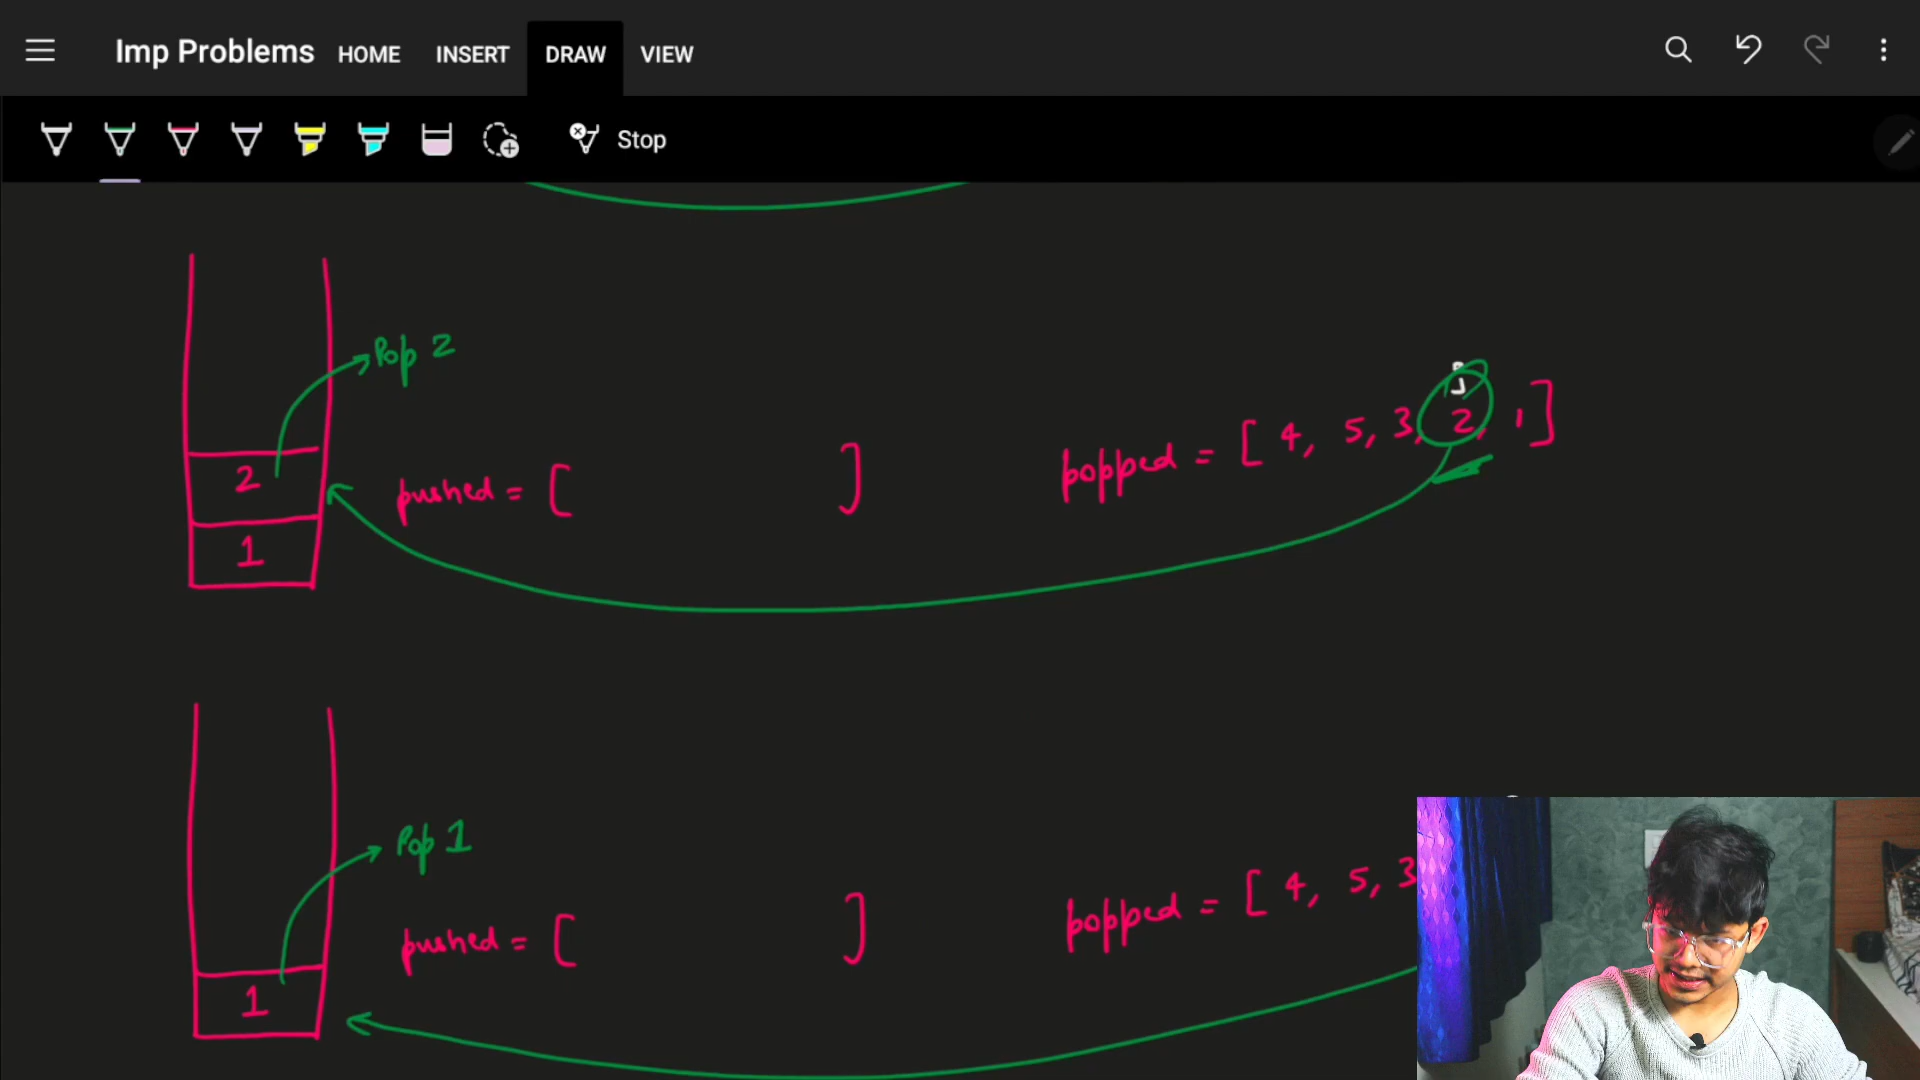 Imp Problems HOME INSERT DRAW VIEW
Stop
Pop 2
j
2
pushed = [ ]
popped = [ 4, 5, 3, 2, 1 ]
1
Pop 1
pushed = [ ]
popped = [ 4, 5, 3
1